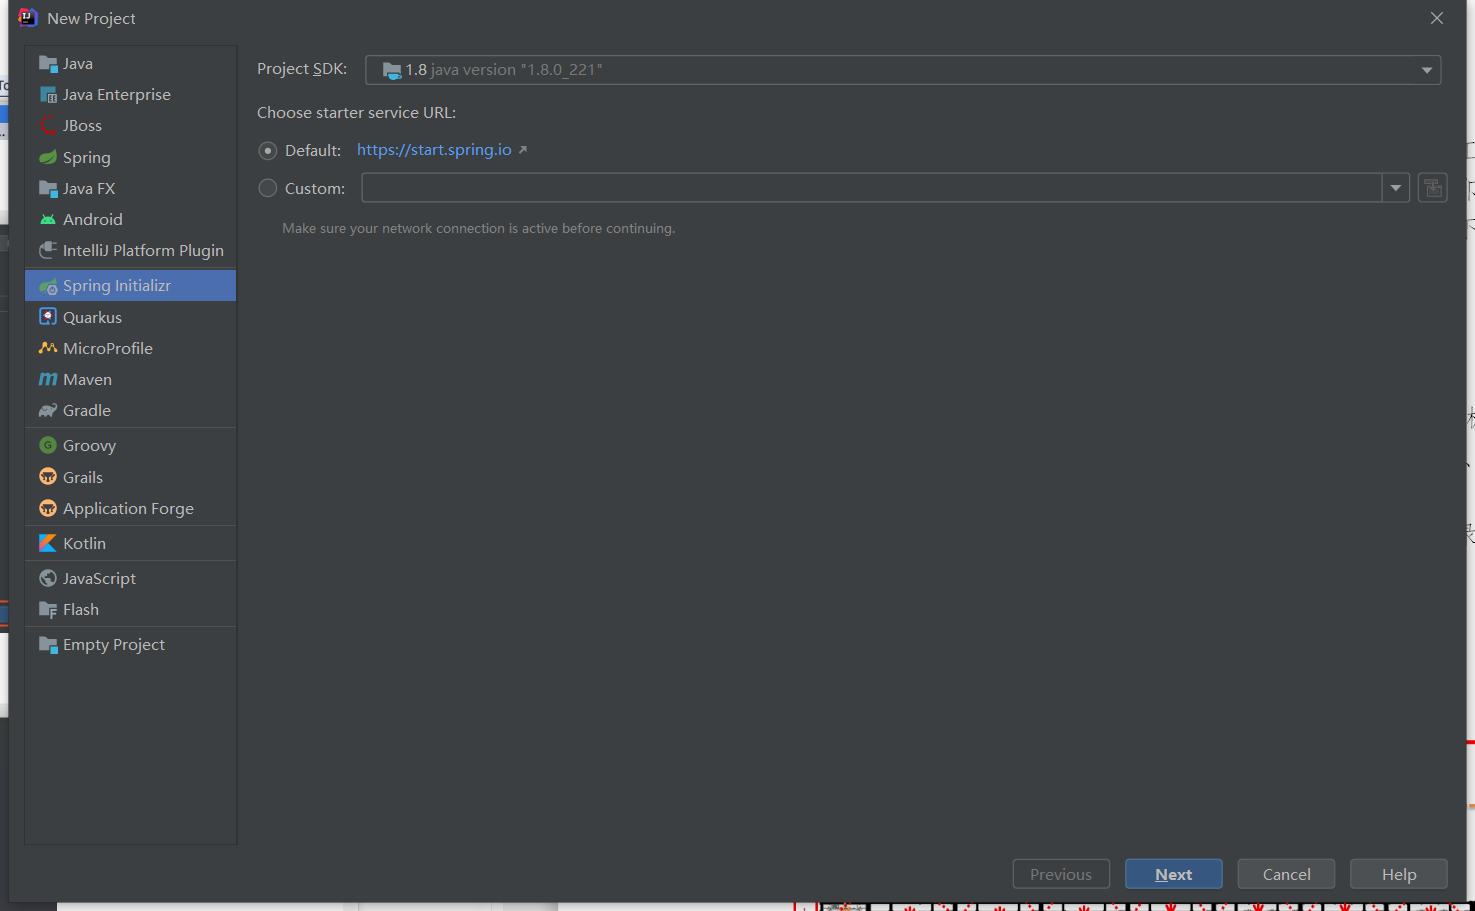 New Project
Java
Java Enterprise
JBoss
Spring
Java FX
Android
IntelliJ Platform Plugin
Spring Initializr
Quarkus
MicroProfile
Maven
Gradle
Groovy
Grails
Application Forge
Kotlin
JavaScript
Flash
Empty Project
Project SDK: 1.8 java version "1.8.0_221"
Choose starter service URL:
Default: https://start.spring.io
Custom:
Make sure your network connection is active before continuing.
Previous Next Cancel Help